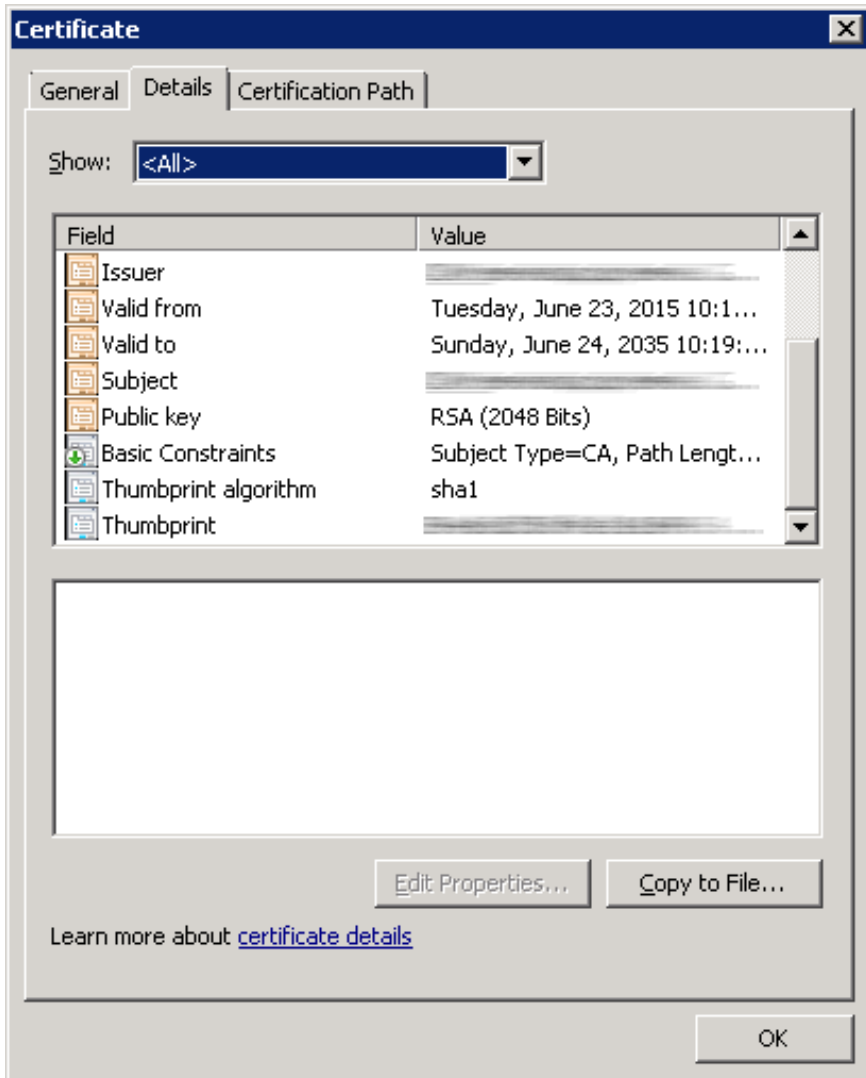 Certificate
General Details Certification Path
Show: <All>
Field Value
Issuer
Valid from Tuesday, June 23, 2015 10:1...
Valid to Sunday, June 24, 2035 10:19:...
Subject
Public key RSA (2048 Bits)
Basic Constraints Subject Type=CA, Path Lengt...
Thumbprint algorithm sha1
Thumbprint
Edit Properties... Copy to File...
Learn more about certificate details
OK